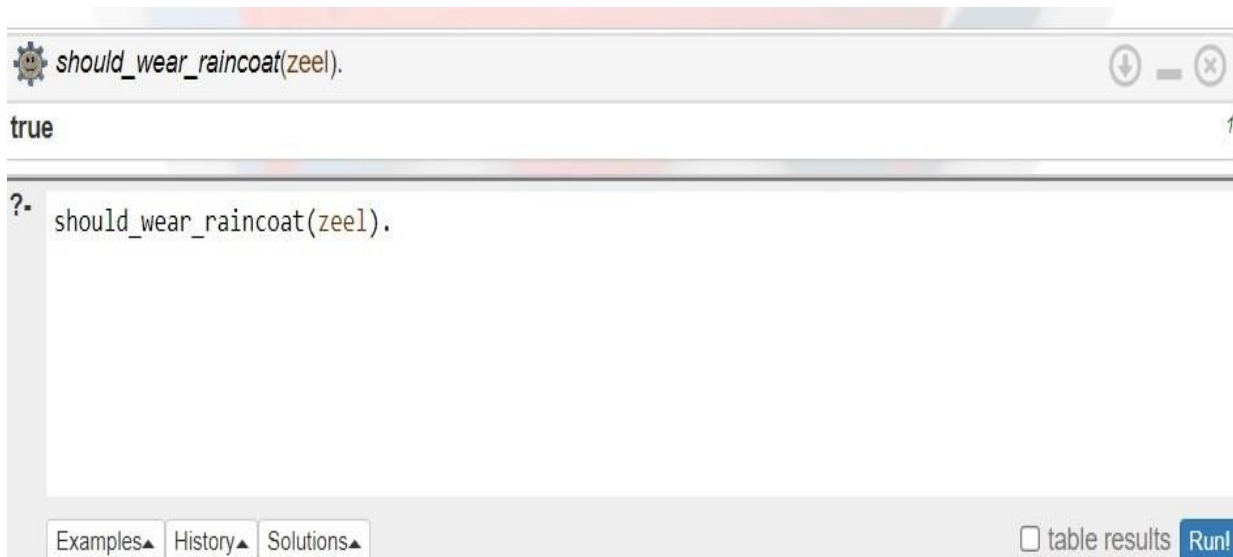 should_wear_raincoat(zeel).
true
?-
should_wear_raincoat(zeel).
Examples▲ History▲ Solutions▲ table results Run!